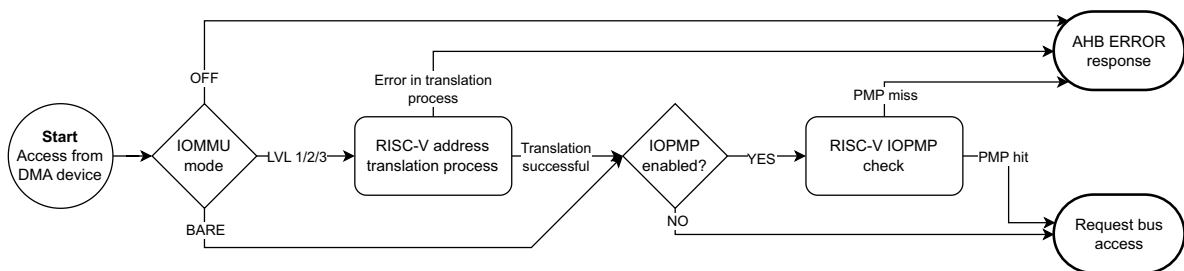 Start
Access from
DMA device
IOMMU
mode
OFF
LVL 1/2/3
BARE
Error in translation
process
RISC-V address
translation process
Translation
successful
IOPMP
enabled?
YES
NO
PMP miss
RISC-V IOPMP
check
PMP hit
AHB ERROR
response
Request bus
access